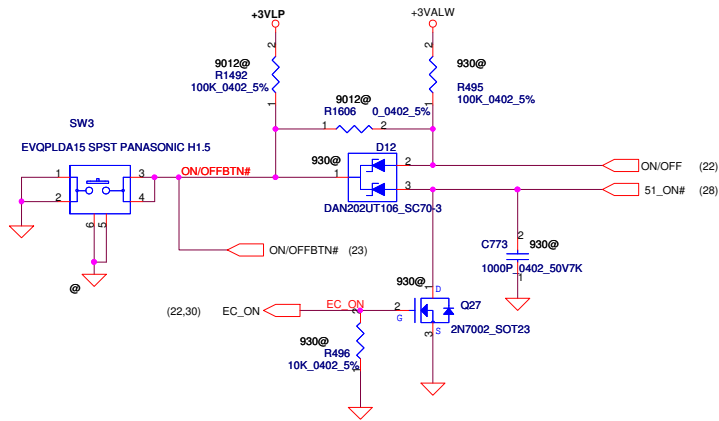 +3VLP
+3VALW
2
9012@
R1492
100K_0402_5%
1
2
930@
R495
100K_0402_5%
1
9012@
R1606
0_0402_5%
1
2
SW3
EVQPLDA15 SPST PANASONIC H1.5
1
2
3
4
6
5
@
ON/OFFBTN#
930@
D12
1
2
3
DAN202UT106_SC70-3
ON/OFF
(22)
51_ON#
(28)
ON/OFFBTN#
(23)
2
C773
930@
1000P_0402_50V7K
1
930@
1
D
Q27
2
G
S
3
2N7002_SOT23
(22,30)
EC_ON
EC_ON
2
930@
R496
10K_0402_5%
1